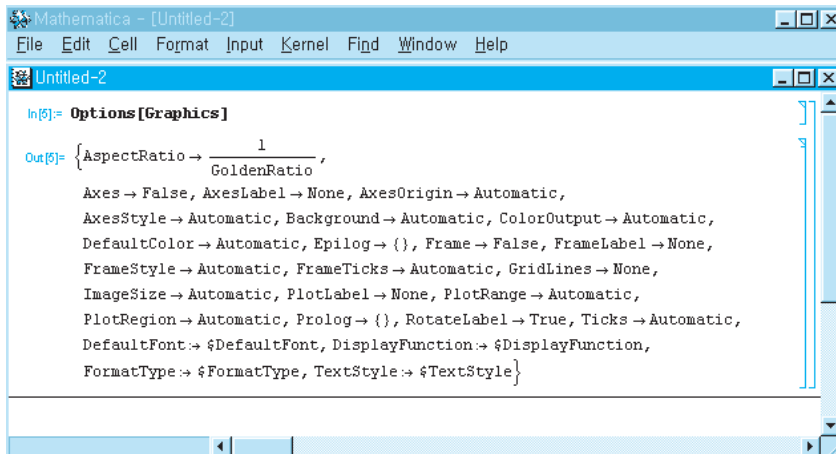 Mathematica - [Untitled-2]
File Edit Cell Format Input Kernel Find Window Help
Untitled-2
In[5]:= Options[Graphics]
Out[5]= {AspectRatio → 1/GoldenRatio,
Axes → False, AxesLabel → None, AxesOrigin → Automatic,
AxesStyle → Automatic, Background → Automatic, ColorOutput → Automatic,
DefaultColor → Automatic, Epilog → {}, Frame → False, FrameLabel → None,
FrameStyle → Automatic, FrameTicks → Automatic, GridLines → None,
ImageSize → Automatic, PlotLabel → None, PlotRange → Automatic,
PlotRegion → Automatic, Prolog → {}, RotateLabel → True, Ticks → Automatic,
DefaultFont :→ $DefaultFont, DisplayFunction :→ $DisplayFunction,
FormatType :→ $FormatType, TextStyle :→ $TextStyle}